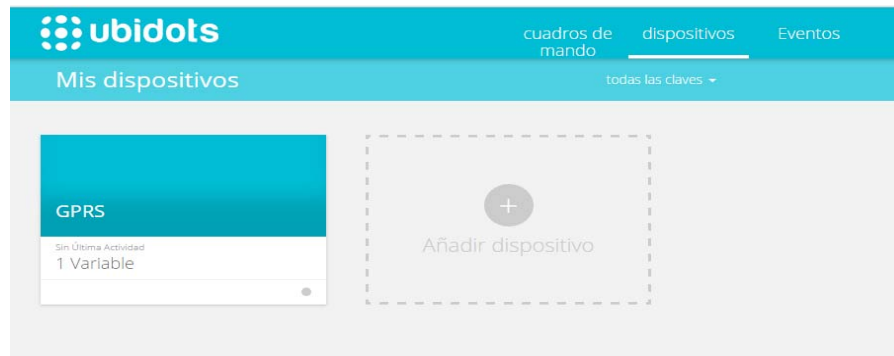 ubidots
cuadros de
mando
dispositivos
Eventos
Mis dispositivos
todas las claves
GPRS
Sin Última Actividad
1 Variable
Añadir dispositivo